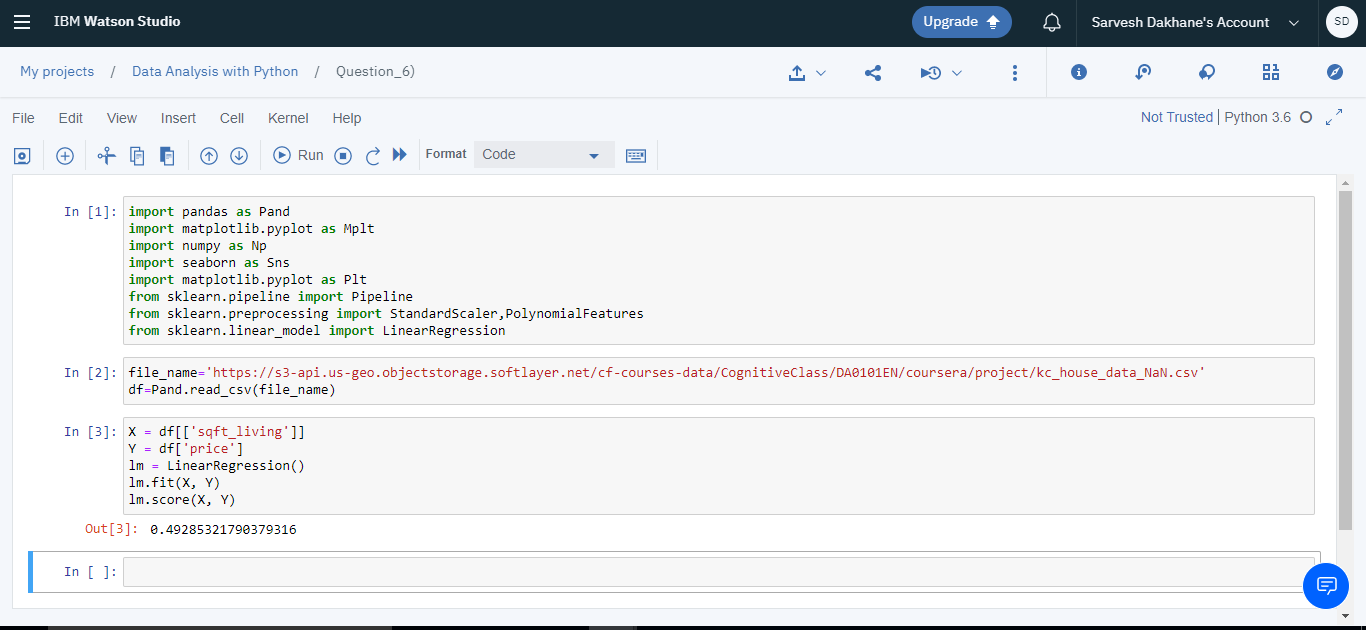 IBM Watson Studio
Upgrade
Sarvesh Dakhane's Account
SD
My projects / Data Analysis with Python / Question_6)
File Edit View Insert Cell Kernel Help
Not Trusted | Python 3.6
Run
Format
Code
In [1]:
import pandas as Pand
import matplotlib.pyplot as Mplt
import numpy as Np
import seaborn as Sns
import matplotlib.pyplot as Plt
from sklearn.pipeline import Pipeline
from sklearn.preprocessing import StandardScaler,PolynomialFeatures
from sklearn.linear_model import LinearRegression
In [2]:
file_name='https://s3-api.us-geo.objectstorage.softlayer.net/cf-courses-data/CognitiveClass/DA0101EN/coursera/project/kc_house_data_NaN.csv'
df=Pand.read_csv(file_name)
In [3]:
X = df[['sqft_living']]
Y = df['price']
lm = LinearRegression()
lm.fit(X, Y)
lm.score(X, Y)
Out[3]: 0.49285321790379316
In [ ]: